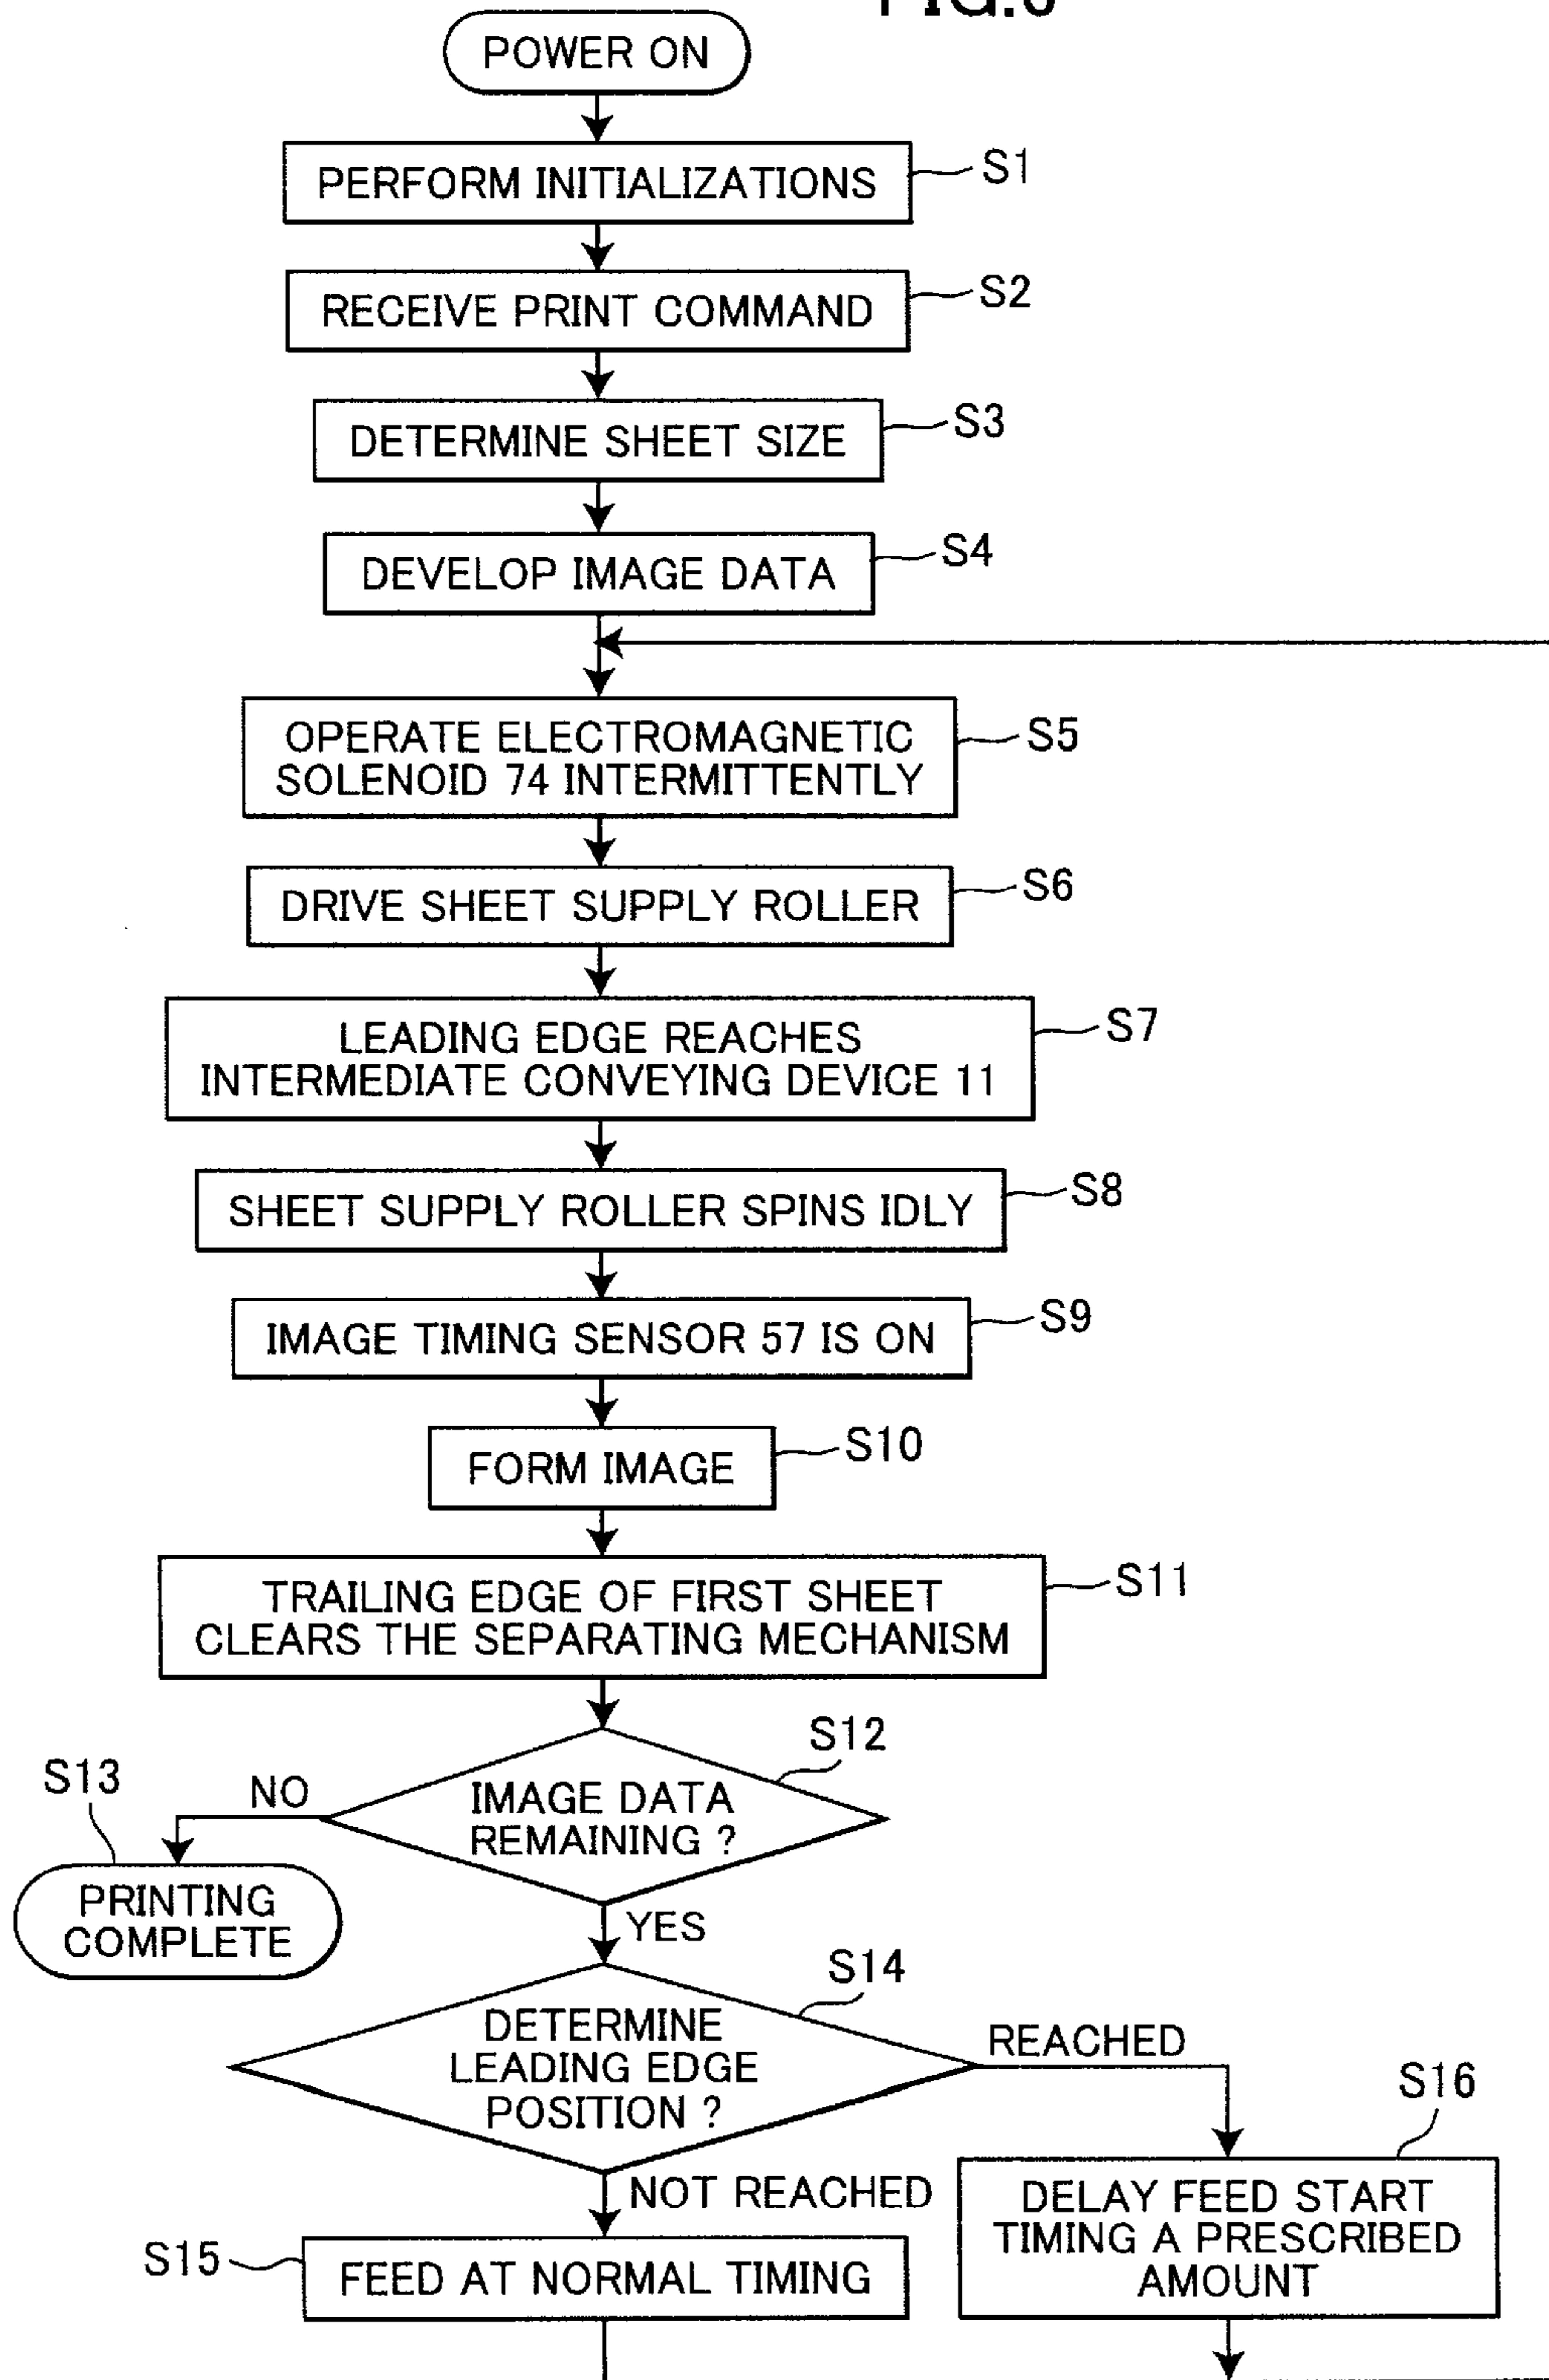 POWER ON
PERFORM INITIALIZATIONS
S1
RECEIVE PRINT COMMAND
S2
DETERMINE SHEET SIZE
S3
DEVELOP IMAGE DATA
S4
OPERATE ELECTROMAGNETIC
SOLENOID 74 INTERMITTENTLY
S5
DRIVE SHEET SUPPLY ROLLER
S6
LEADING EDGE REACHES
INTERMEDIATE CONVEYING DEVICE 11
S7
SHEET SUPPLY ROLLER SPINS IDLY
S8
IMAGE TIMING SENSOR 57 IS ON
S9
FORM IMAGE
S10
TRAILING EDGE OF FIRST SHEET
CLEARS THE SEPARATING MECHANISM
S11
S12
IMAGE DATA
REMAINING ?
NO
S13
PRINTING
COMPLETE
YES
S14
DETERMINE
LEADING EDGE
POSITION ?
REACHED
S16
DELAY FEED START
TIMING A PRESCRIBED
AMOUNT
NOT REACHED
S15
FEED AT NORMAL TIMING